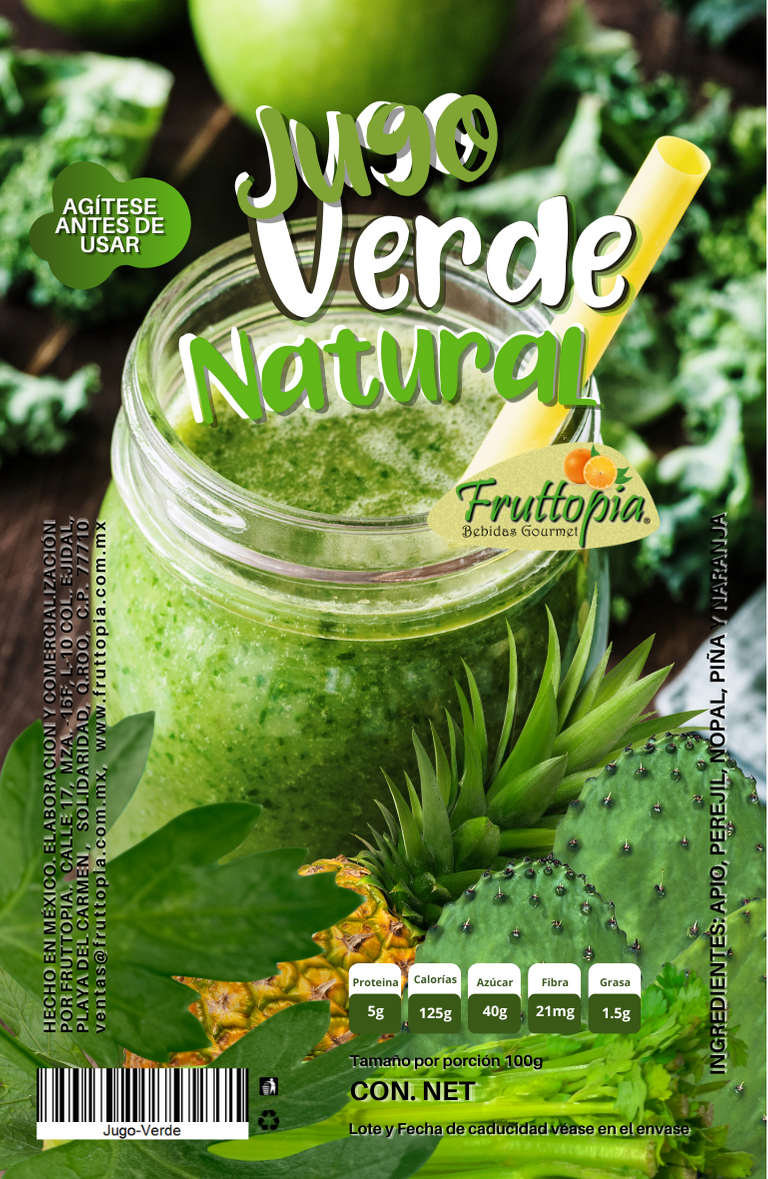 Jugo
Verde
Natural
AGÍTESE
ANTES DE
USAR
Fruttopia®
Bebidas Gourmet
HECHO EN MÉXICO. ELABORACION Y COMERCIALIZACIÓN
POR FRUTTOPIA, CALLE 17, MZA.-155, L-10 COL. EJIDAL,
PLAYA DEL CARMEN, SOLIDARIDAD, Q.ROO, C.P. 77710
ventas@fruttopia.com.mx, www.fruttopia.com.mx
INGREDIENTES: APIO, PEREJIL, NOPAL, PIÑA Y NARANJA
Proteina Calorías Azúcar Fibra Grasa
5g 125g 40g 21mg 1.5g
Tamaño por porción 100g
CON. NET
Lote y Fecha de caducidad véase en el envase
Jugo-Verde